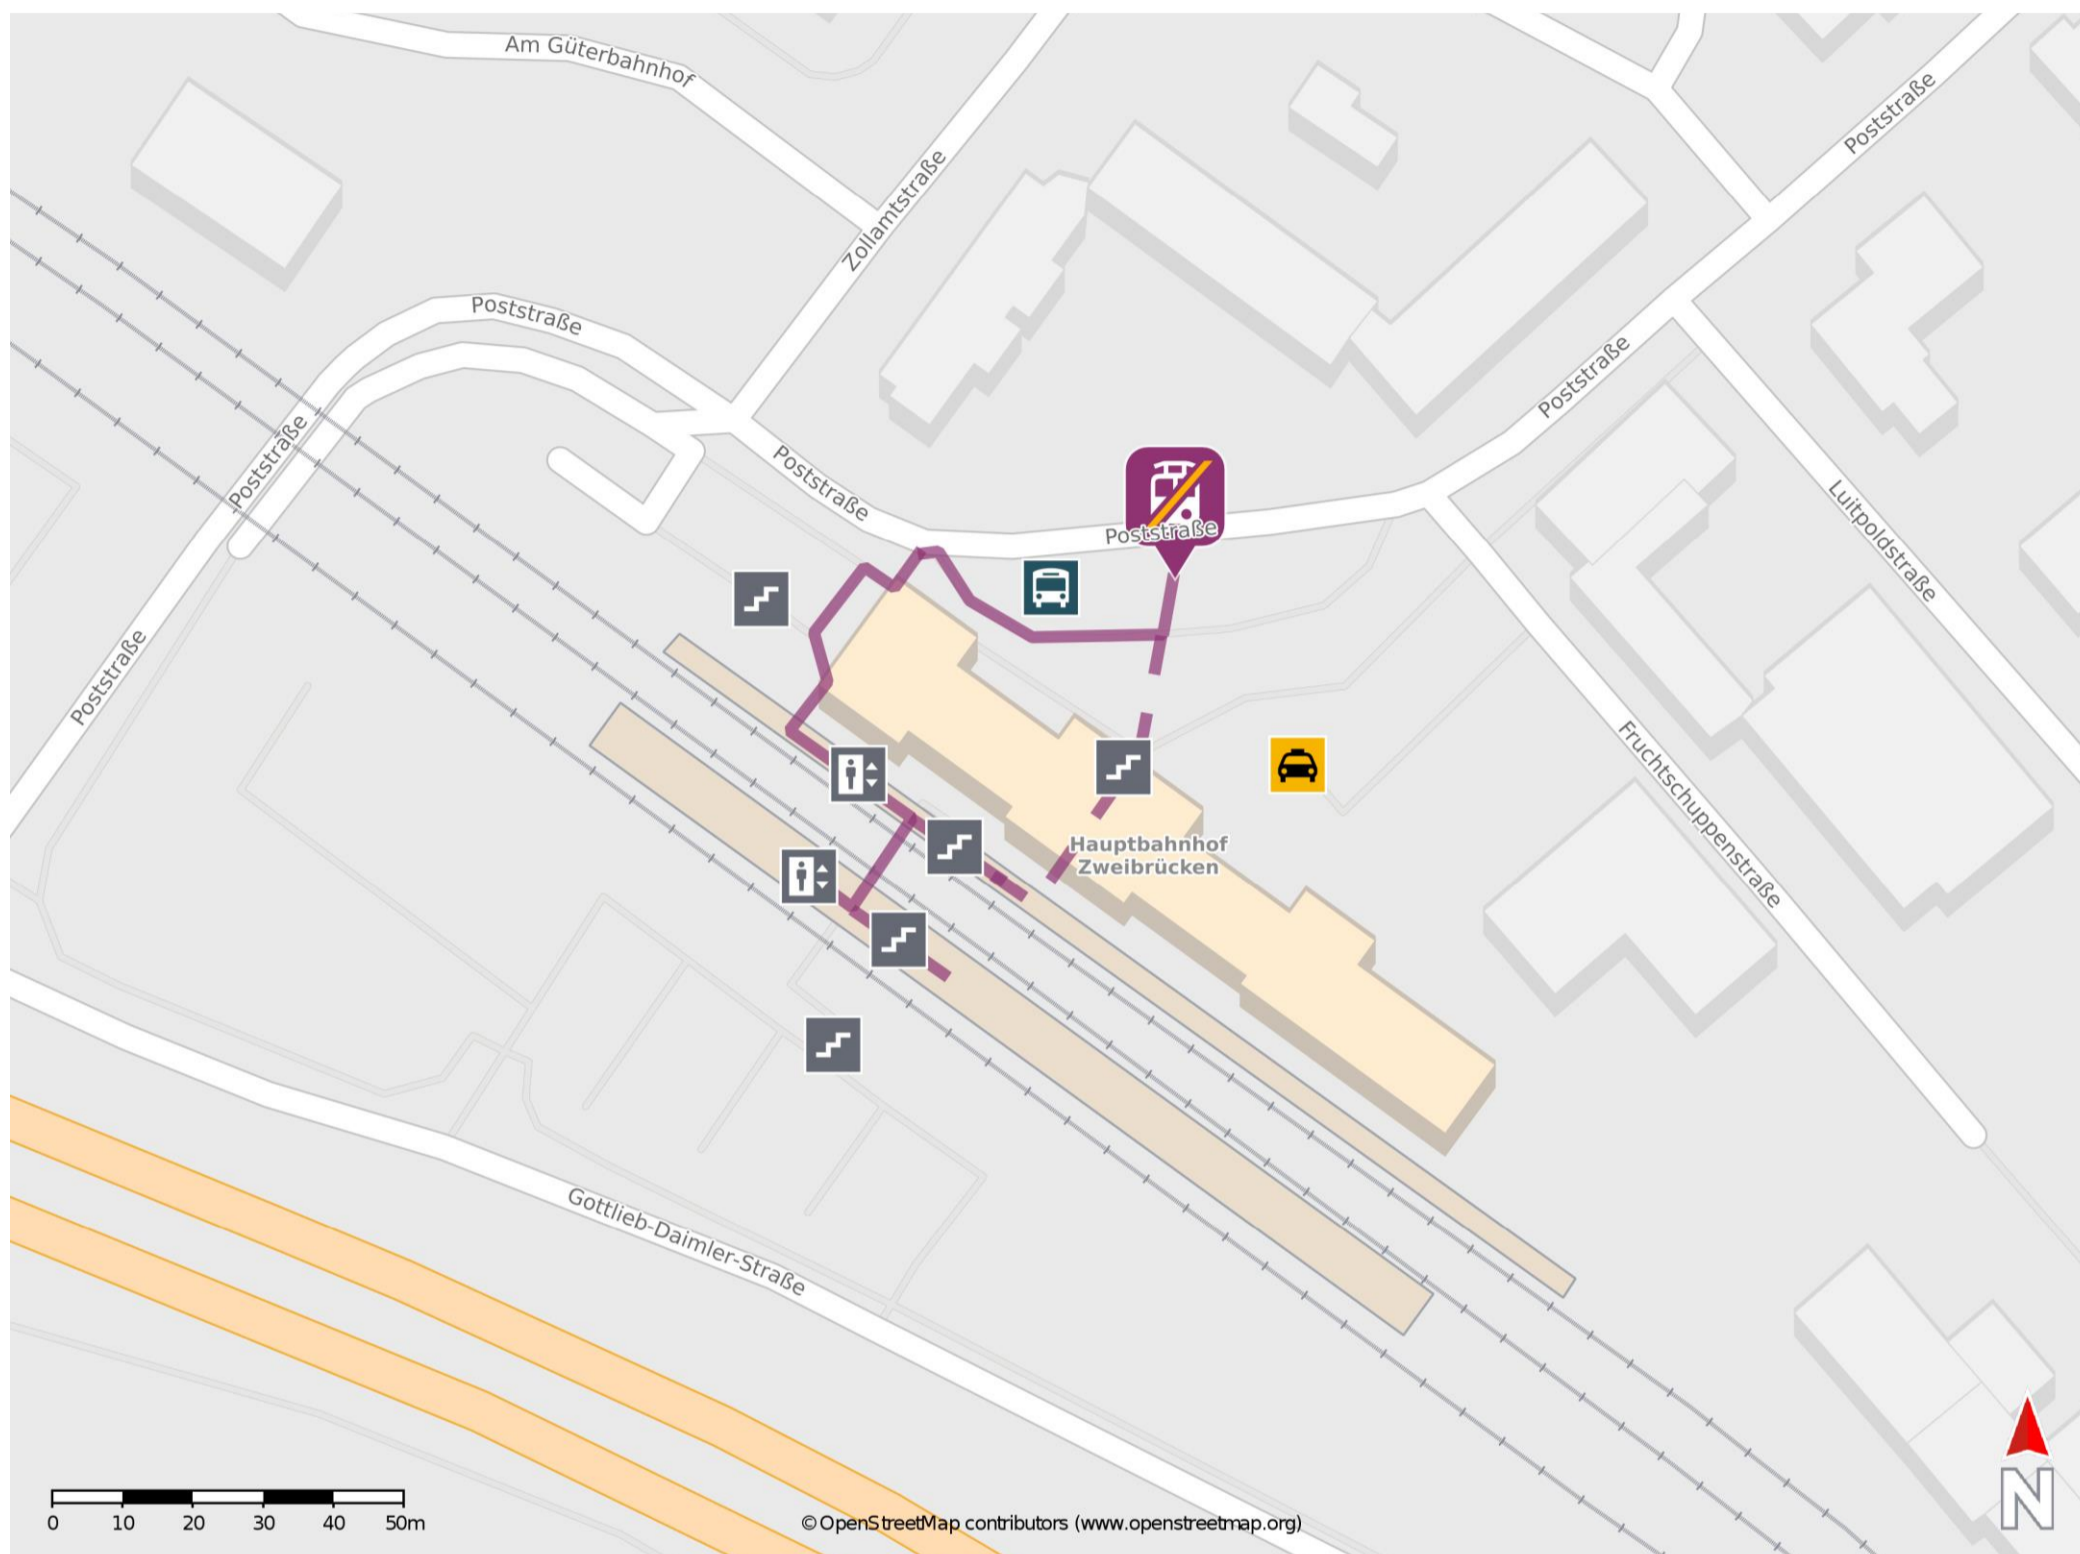 Am Güterbahnhof
Poststraße
Zollamtstraße
Poststraße
Poststraße
Poststraße
Poststraße
Poststraße
Luitpoldstraße
Poststraße
Poststraße
Fruchtschuppenstraße
Hauptbahnhof
Zweibrücken
Gottlieb-Daimler-Straße
0 10 20 30 40 50m
© OpenStreetMap contributors (www.openstreetmap.org)
N